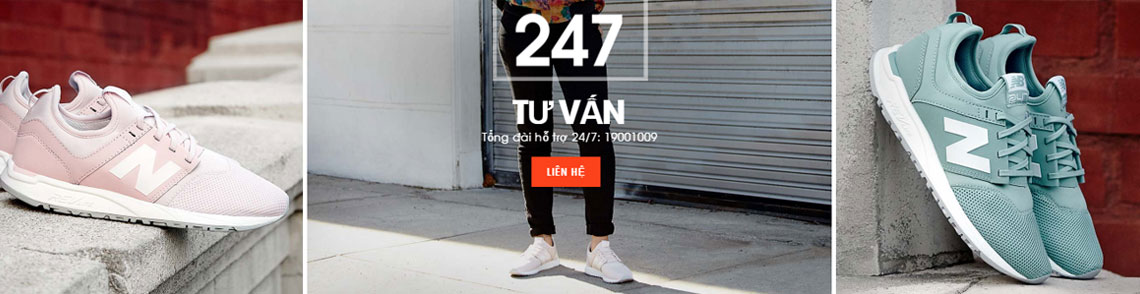 N
247
TƯ VẤN
Tổng đài hỗ trợ 24/7: 19001009
LIÊN HỆ
N